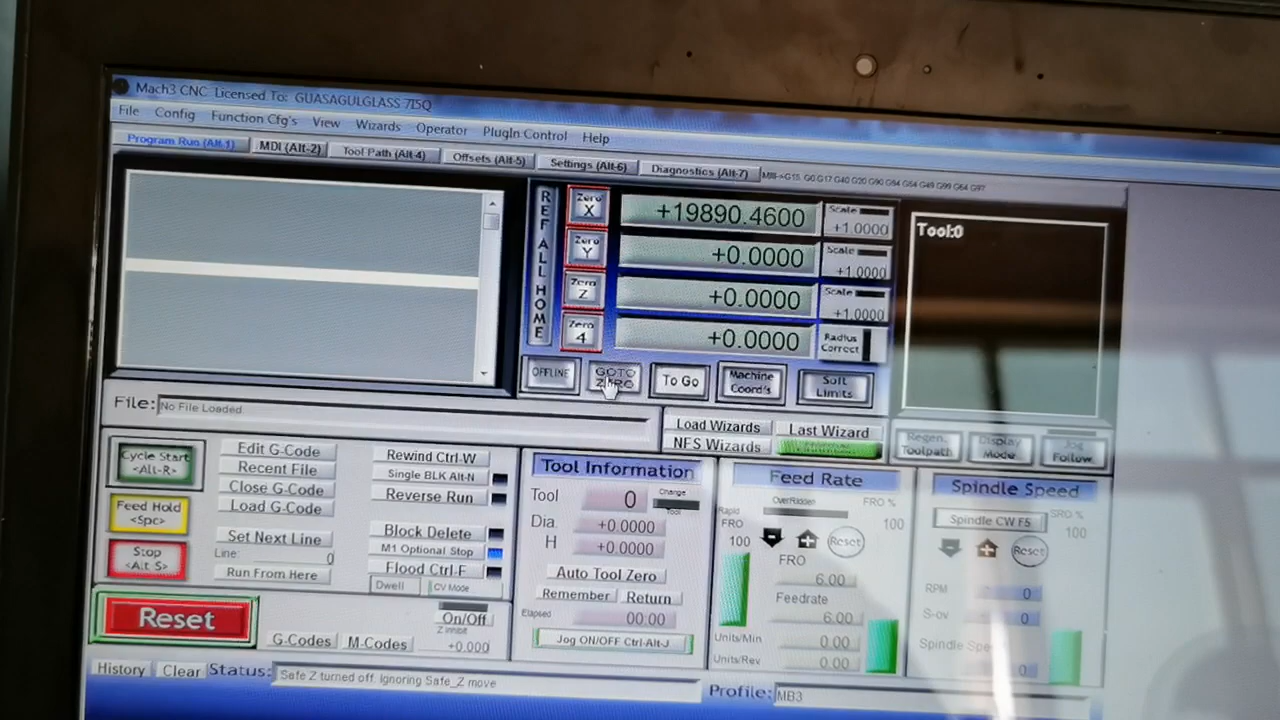 Mach3 CNC Licensed To: GUASAGULGLASS 715Q
File Config Function Cfg's View Wizards Operator PlugIn Control Help
Program Run (Alt-1) MDI (Alt-2) Tool Path (Alt-4) Offsets (Alt-5) Settings (Alt-6) Diagnostics (Alt-7)
REF ALL HOME
Zero X +19890.4600 Scale +1.0000
Zero Y +0.0000 Scale +1.0000
Zero Z +0.0000 Scale +1.0000
Zero 4 +0.0000 Radius Correct
Tool:0
OFFLINE GOTO ZERO To Go Machine Coord's Soft Limits
File: No File Loaded
Load Wizards Last Wizard
NFS Wizards
Regen. Toolpath Display Mode Jog Follow
Cycle Start <Alt-R>
Feed Hold <Spc>
Stop <Alt S>
Reset
Edit G-Code
Recent File
Close G-Code
Load G-Code
Set Next Line
Line: 0
Run From Here
Rewind Ctrl-W
Single BLK Alt-N
Reverse Run
Block Delete
M1 Optional Stop
Flood Ctrl-F
Dwell CV Mode
On/Off
Z Inhibit
+0.000
G-Codes M-Codes
Tool Information
Tool 0 Change Tool
Dia. +0.0000
H +0.0000
Auto Tool Zero
Remember Return
Elapsed 00:00
Jog ON/OFF Ctrl-Alt-J
Feed Rate
OverRidden FRO %
Rapid FRO 100 Reset 100
FRO
6.00
Feedrate
6.00
Units/Min 0.00
Units/Rev 0.00
Spindle Speed
Spindle CW F5 SRO %
100
Reset
RPM 0
S-ov 0
Spindle Spe 0
History Clear Status: Safe Z turned off. Ignoring Safe_Z move
Profile: MB3